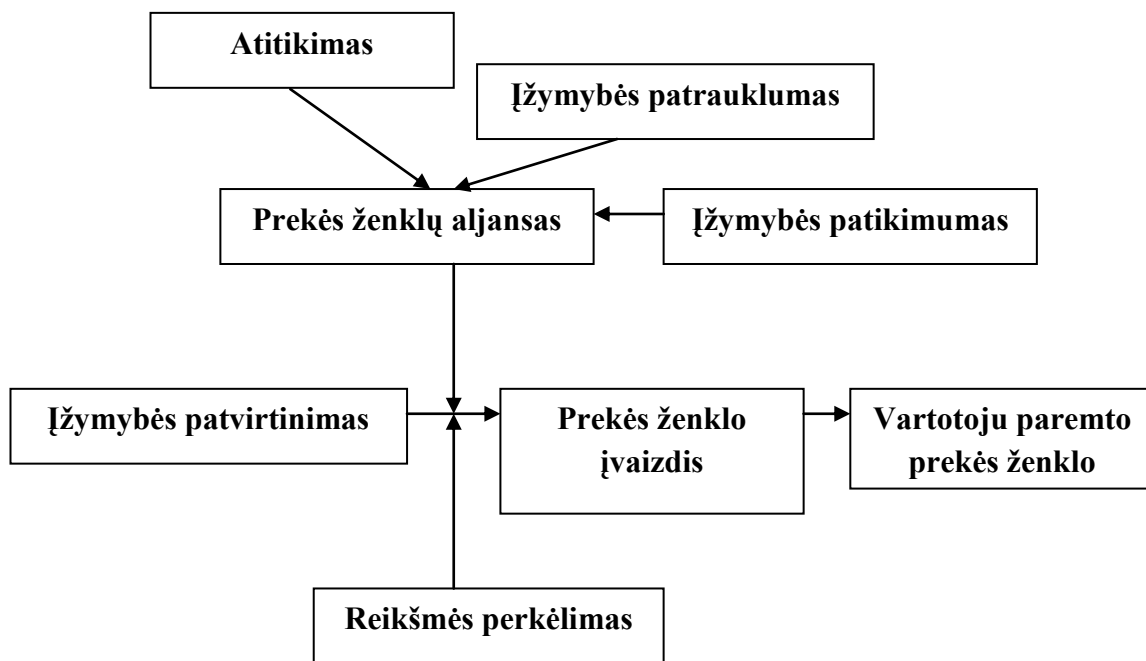 Atitikimas
Įžymybės patrauklumas
Prekės ženklų aljansas
Įžymybės patikimumas
Įžymybės patvirtinimas
Prekės ženklo
įvaizdis
Vartotoju paremto
prekės ženklo
Reikšmės perkėlimas